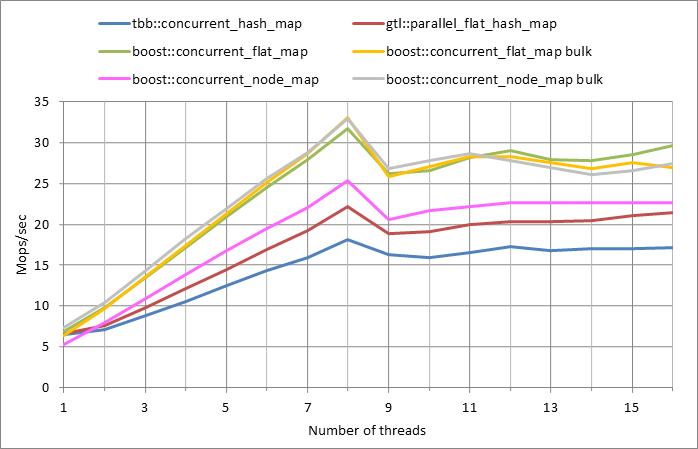 tbb::concurrent_hash_map gtl::parallel_flat_hash_map
boost::concurrent_flat_map boost::concurrent_flat_map bulk
boost::concurrent_node_map boost::concurrent_node_map bulk
35
30
25
20
15
10
5
0
Mops/sec
1 3 5 7 9 11 13 15
Number of threads